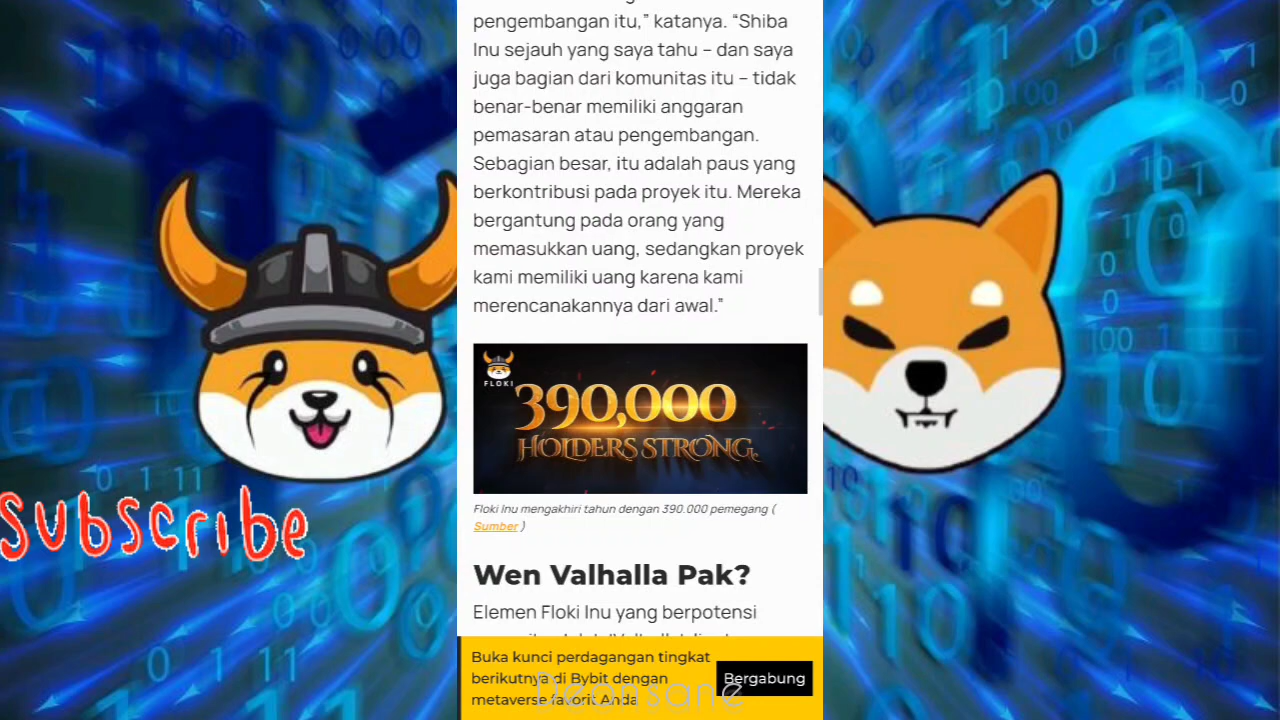 pengembangan itu,” katanya. “Shiba
Inu sejauh yang saya tahu – dan saya
juga bagian dari komunitas itu – tidak
benar-benar memiliki anggaran
pemasaran atau pengembangan.
Sebagian besar, itu adalah paus yang
berkontribusi pada proyek itu. Mereka
bergantung pada orang yang
memasukkan uang, sedangkan proyek
kami memiliki uang karena kami
merencanakannya dari awal.”
FLOKI
390,000
HOLDERS STRONG.
Floki Inu mengakhiri tahun dengan 390.000 pemegang (
Sumber )
Subscribe
Wen Valhalla Pak?
Elemen Floki Inu yang berpotensi
Buka kunci perdagangan tingkat
berikutnya di Bybit dengan
metaverse favorit Anda
Bergabung
Deansane